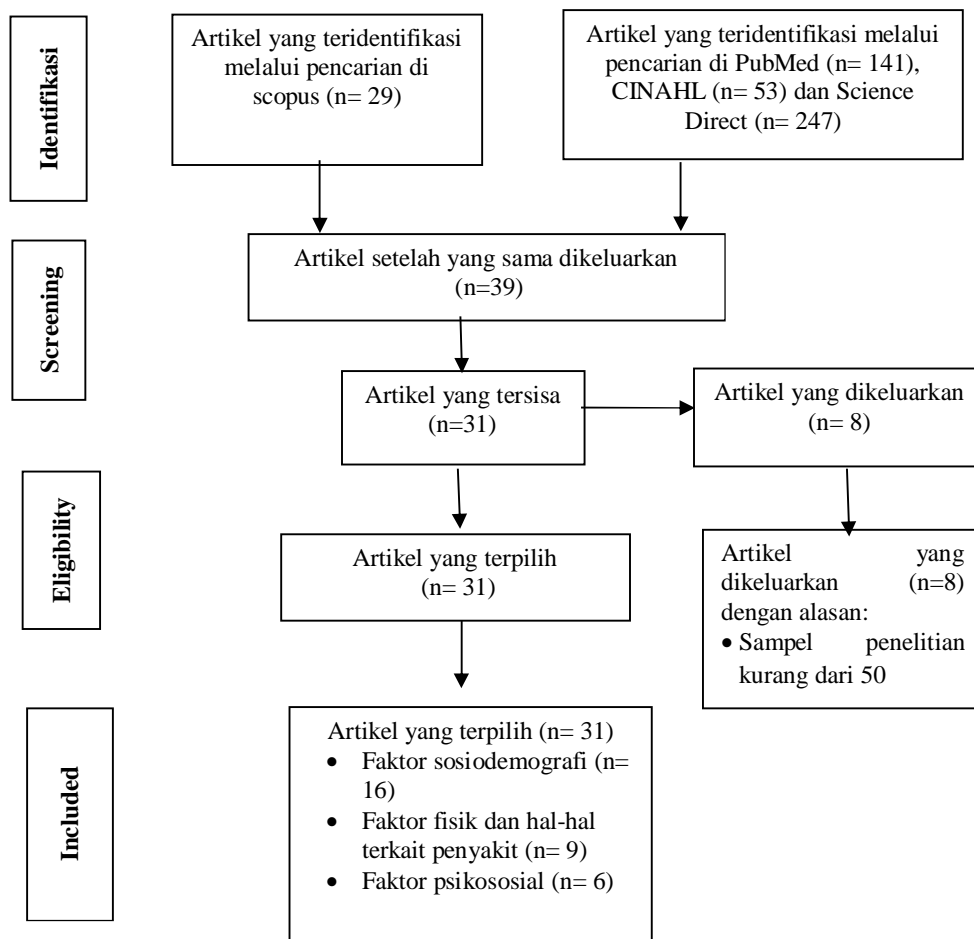 Identifikasi
Artikel yang teridentifikasi
melalui pencarian di
scopus (n= 29)
Artikel yang teridentifikasi melalui
pencarian di PubMed (n= 141),
CINAHL (n= 53) dan Science
Direct (n= 247)
Screening
Artikel setelah yang sama dikeluarkan
(n=39)
Artikel yang tersisa
(n=31)
Artikel yang dikeluarkan
(n= 8)
Eligibility
Artikel yang terpilih
(n= 31)
Artikel yang
dikeluarkan (n=8)
dengan alasan:
• Sampel penelitian
kurang dari 50
Included
Artikel yang terpilih (n= 31)
• Faktor sosiodemografi (n=
16)
• Faktor fisik dan hal-hal
terkait penyakit (n= 9)
• Faktor psikososial (n= 6)